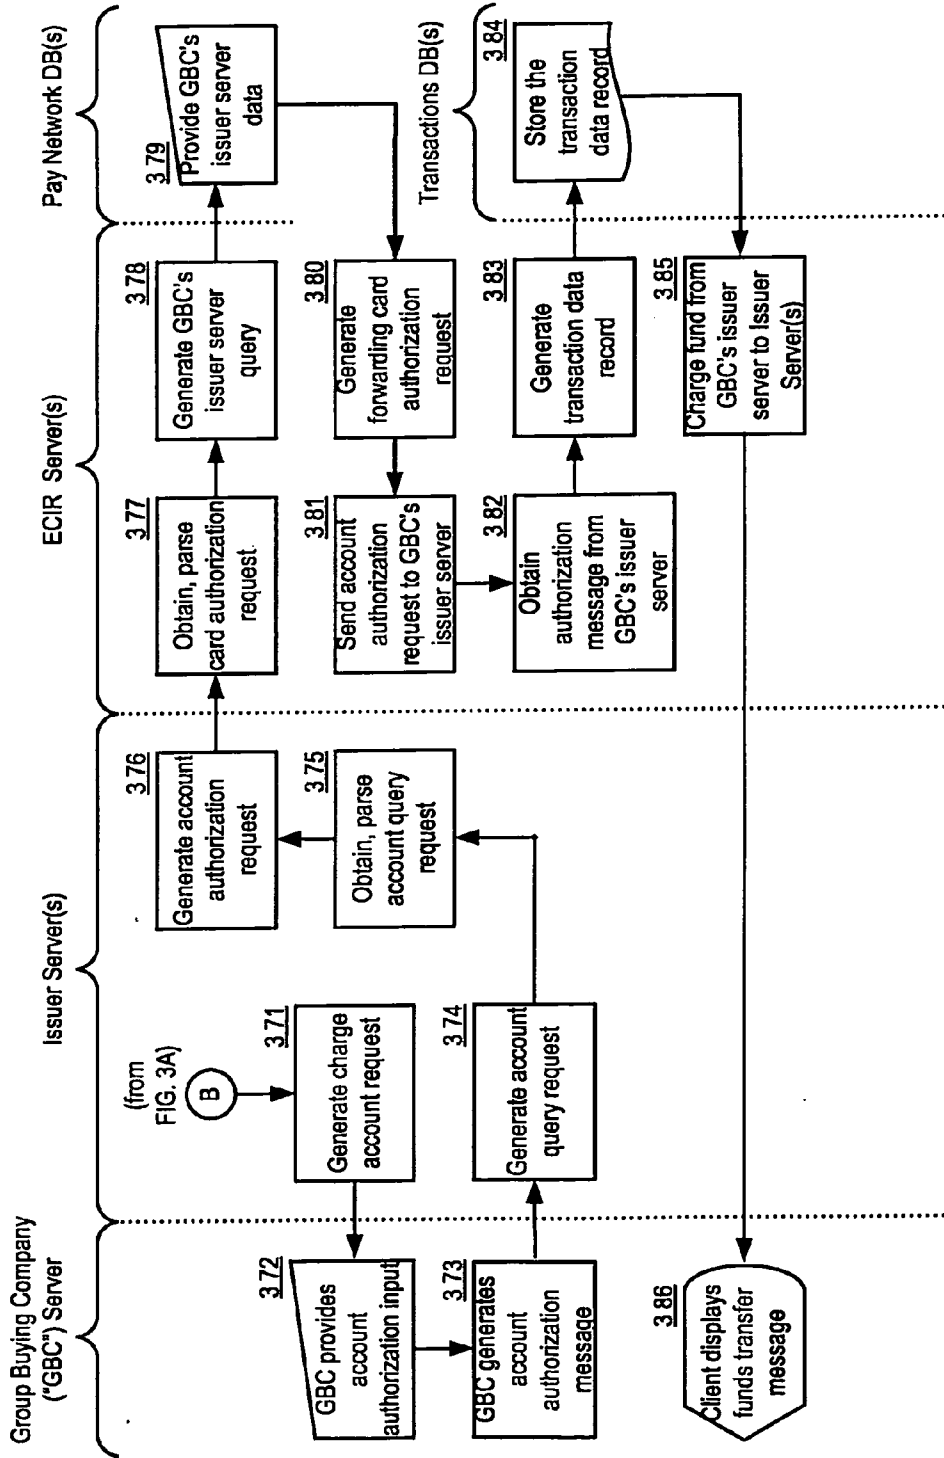 Group Buying Company
("GBC") Server
Issuer Server(s)
ECIR Server(s)
Pay Network DB(s)
(from
FIG. 3A)
B
371
Generate charge
account request
372
GBC provides
account
authorization input
373
GBC generates
account
authorization
message
374
Generate account
query request
375
Obtain, parse
account query
request
376
Generate account
authorization
request
377
Obtain, parse
card authorization
request
378
Generate GBC's
issuer server
query
379
Provide GBC's
issuer server
data
380
Generate
forwarding card
authorization
request
381
Send account
authorization
request to GBC's
issuer server
382
Obtain
authorization
message from
GBC's issuer
server
383
Generate
transaction data
record
Transactions DB(s)
384
Store the
transaction
data record
385
Charge fund from
GBC's issuer
server to Issuer
Server(s)
386
Client displays
funds transfer
message